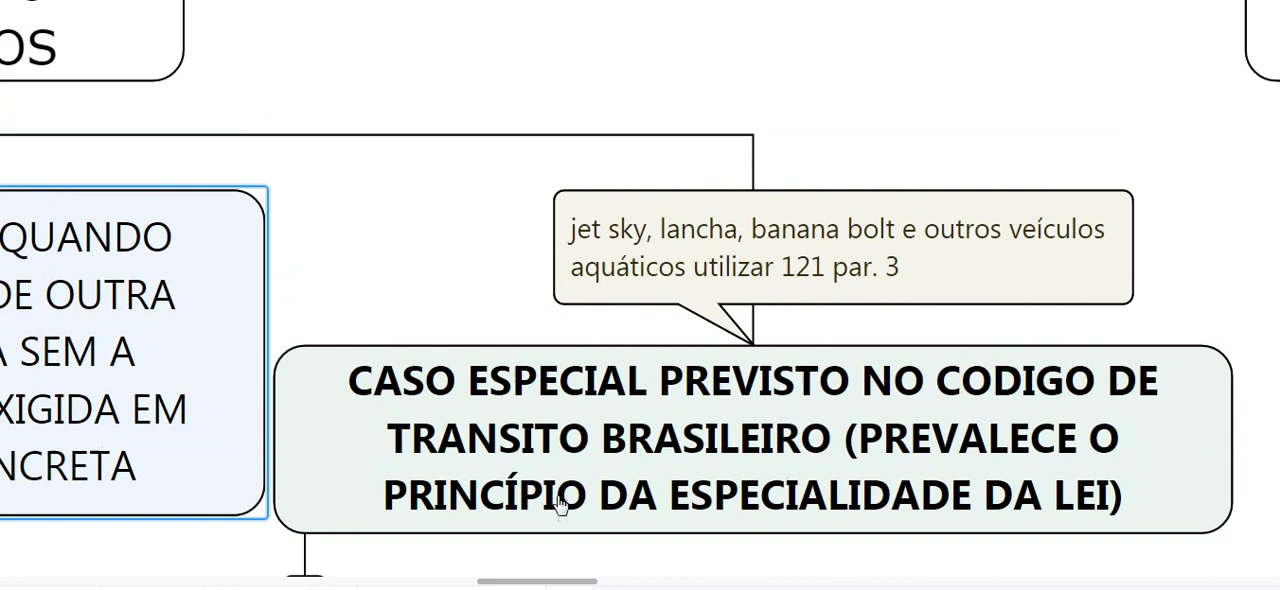 OS
QUANDO
DE OUTRA
A SEM A
XIGIDA EM
NCRETA
jet sky, lancha, banana bolt e outros veículos
aquáticos utilizar 121 par. 3
CASO ESPECIAL PREVISTO NO CODIGO DE
TRANSITO BRASILEIRO (PREVALECE O
PRINCÍPIO DA ESPECIALIDADE DA LEI)